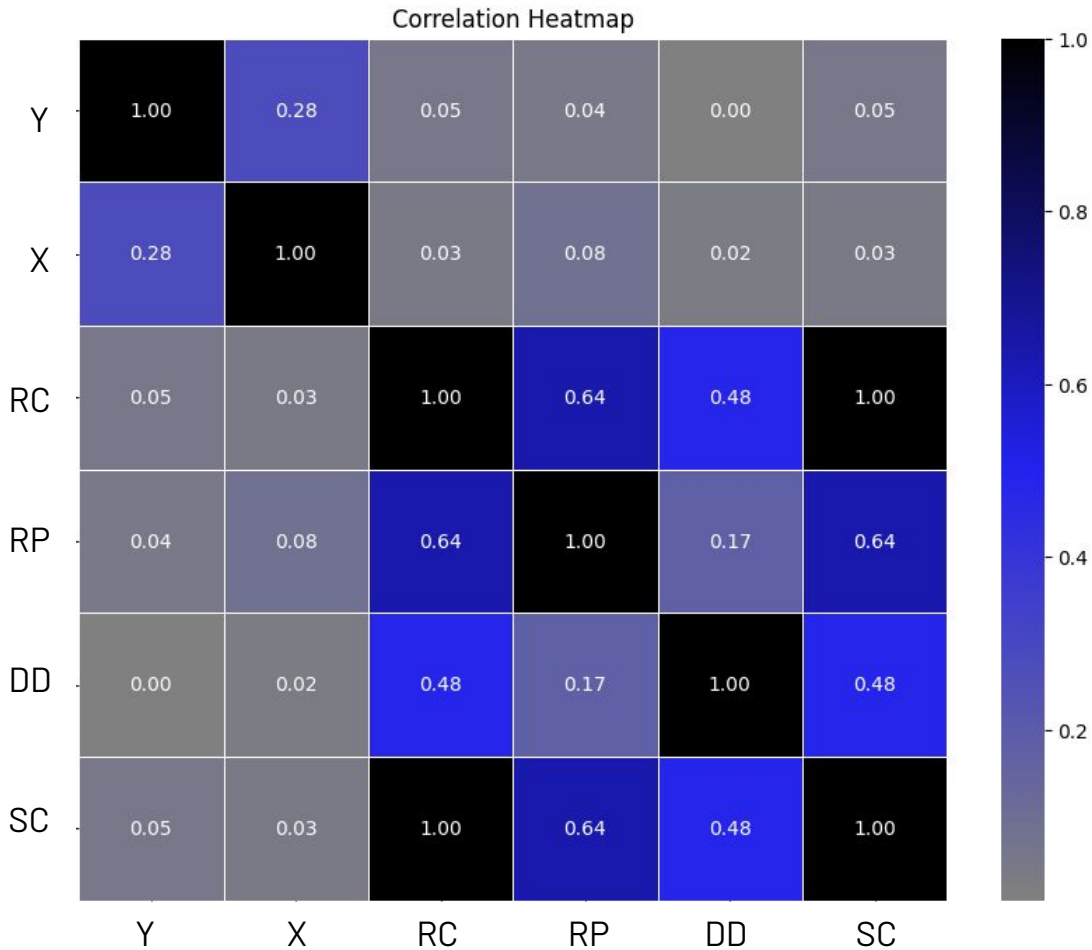 Correlation Heatmap
Y 1.00 0.28 0.05 0.04 0.00 0.05
X 0.28 1.00 0.03 0.08 0.02 0.03
RC 0.05 0.03 1.00 0.64 0.48 1.00
RP 0.04 0.08 0.64 1.00 0.17 0.64
DD 0.00 0.02 0.48 0.17 1.00 0.48
SC 0.05 0.03 1.00 0.64 0.48 1.00
Y X RC RP DD SC
1.0
0.8
0.6
0.4
0.2